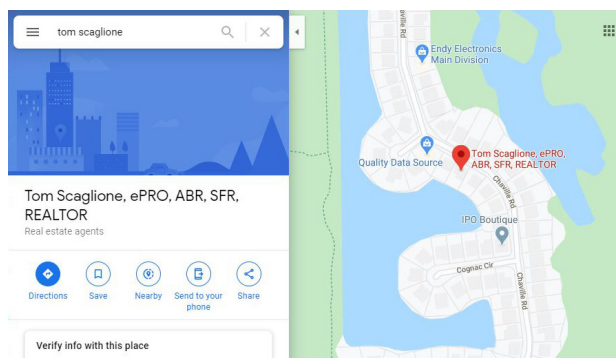 tom scaglione
Tom Scaglione, ePRO, ABR, SFR,
REALTOR
Real estate agents
Directions
Save
Nearby
Send to your
phone
Share
Verify info with this place
Chaville Rd
Endy Electronics
Main Division
Quality Data Source
Tom Scaglione, ePRO,
ABR, SFR, REALTOR
Chaville Rd
IPO Boutique
Cognac Cir
Chaville Rd